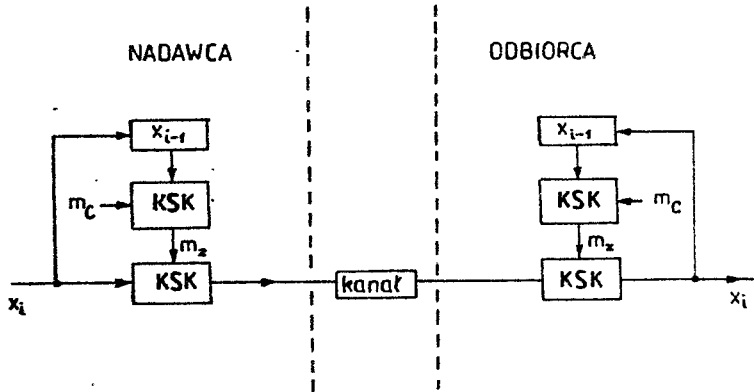 NADAWCA
ODBIORCA
x_{i-1}
x_{i-1}
m_c
KSK
KSK
m_c
m_z
m_z
KSK
kanał
KSK
x_i
x_i